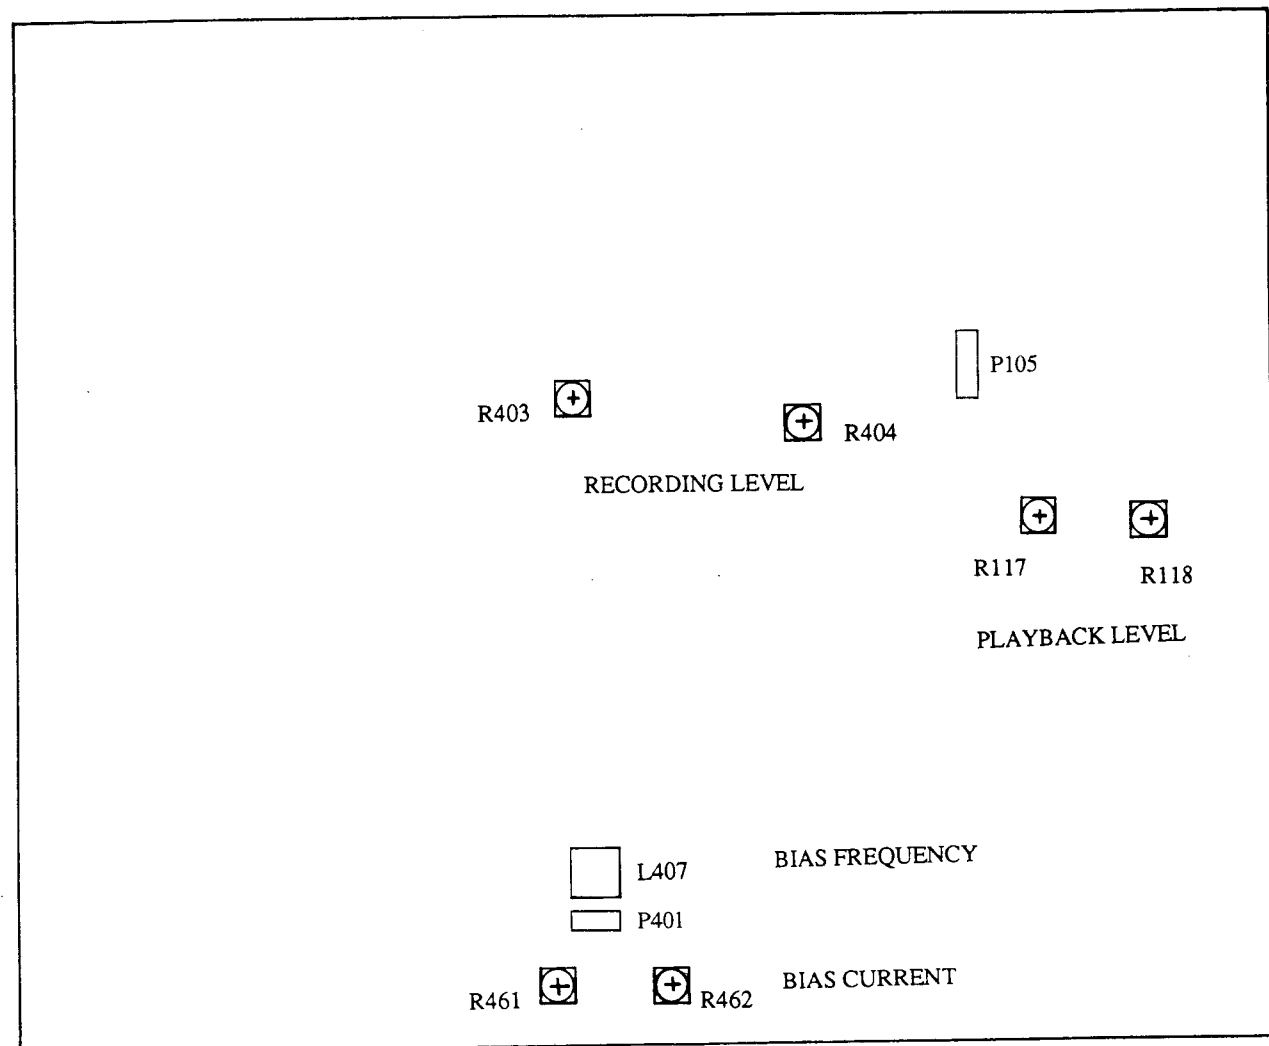 P105
R403
R404
RECORDING LEVEL
R117
R118
PLAYBACK LEVEL
L407
BIAS FREQUENCY
P401
R461
R462
BIAS CURRENT